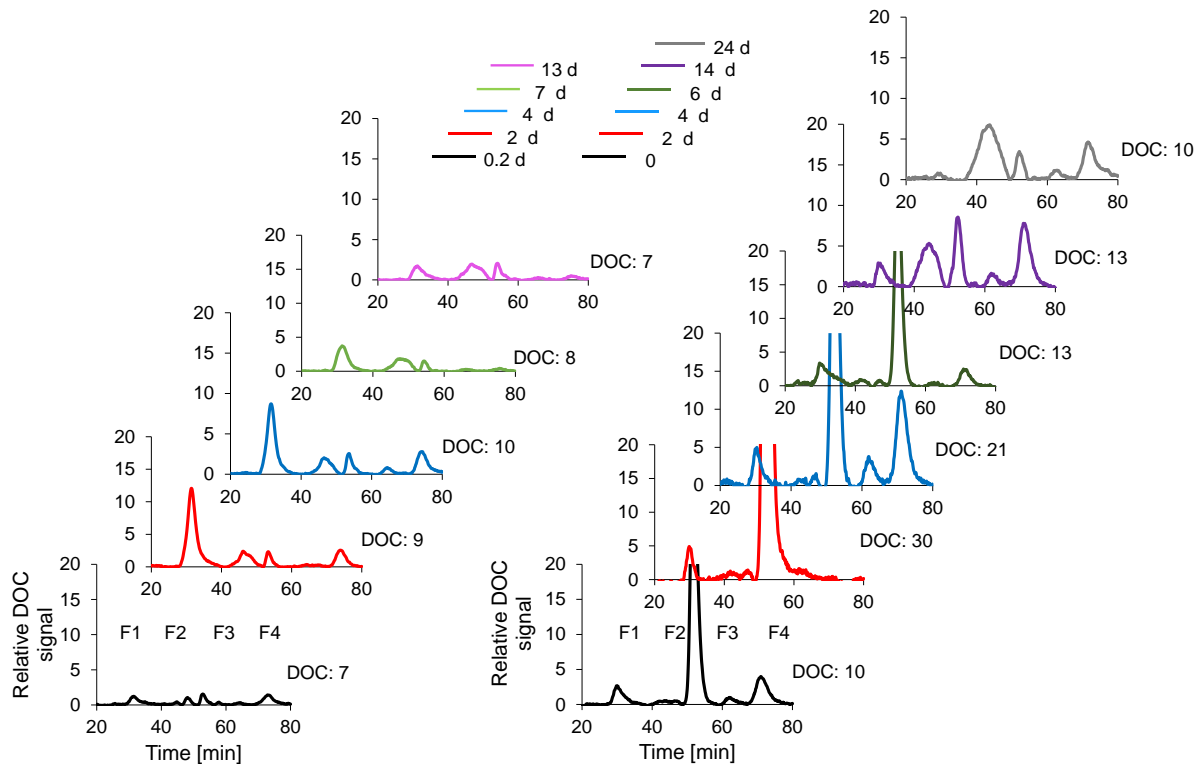 24 d
13 d
14 d
7 d
6 d
4 d
4 d
2 d
2 d
0.2 d
0
20
15
10
5
0
20 40 60 80
DOC: 10
20
15
10
5
0
20 40 60 80
DOC: 13
20
15
10
5
0
20 40 60 80
DOC: 7
20
15
10
5
0
20 40 60 80
DOC: 13
20
15
10
5
0
20 40 60 80
DOC: 8
20
15
10
5
0
20 40 60 80
DOC: 21
20
15
10
5
0
20 40 60 80
DOC: 10
20
15
10
5
0
20 40 60 80
DOC: 30
20
15
10
5
0
20 40 60 80
DOC: 9
Relative DOC
signal
20
15
10
5
0
F1 F2 F3 F4
DOC: 7
20 40 60 80
Time [min]
Relative DOC
signal
20
15
10
5
0
F1 F2 F3 F4
DOC: 10
20 40 60 80
Time [min]